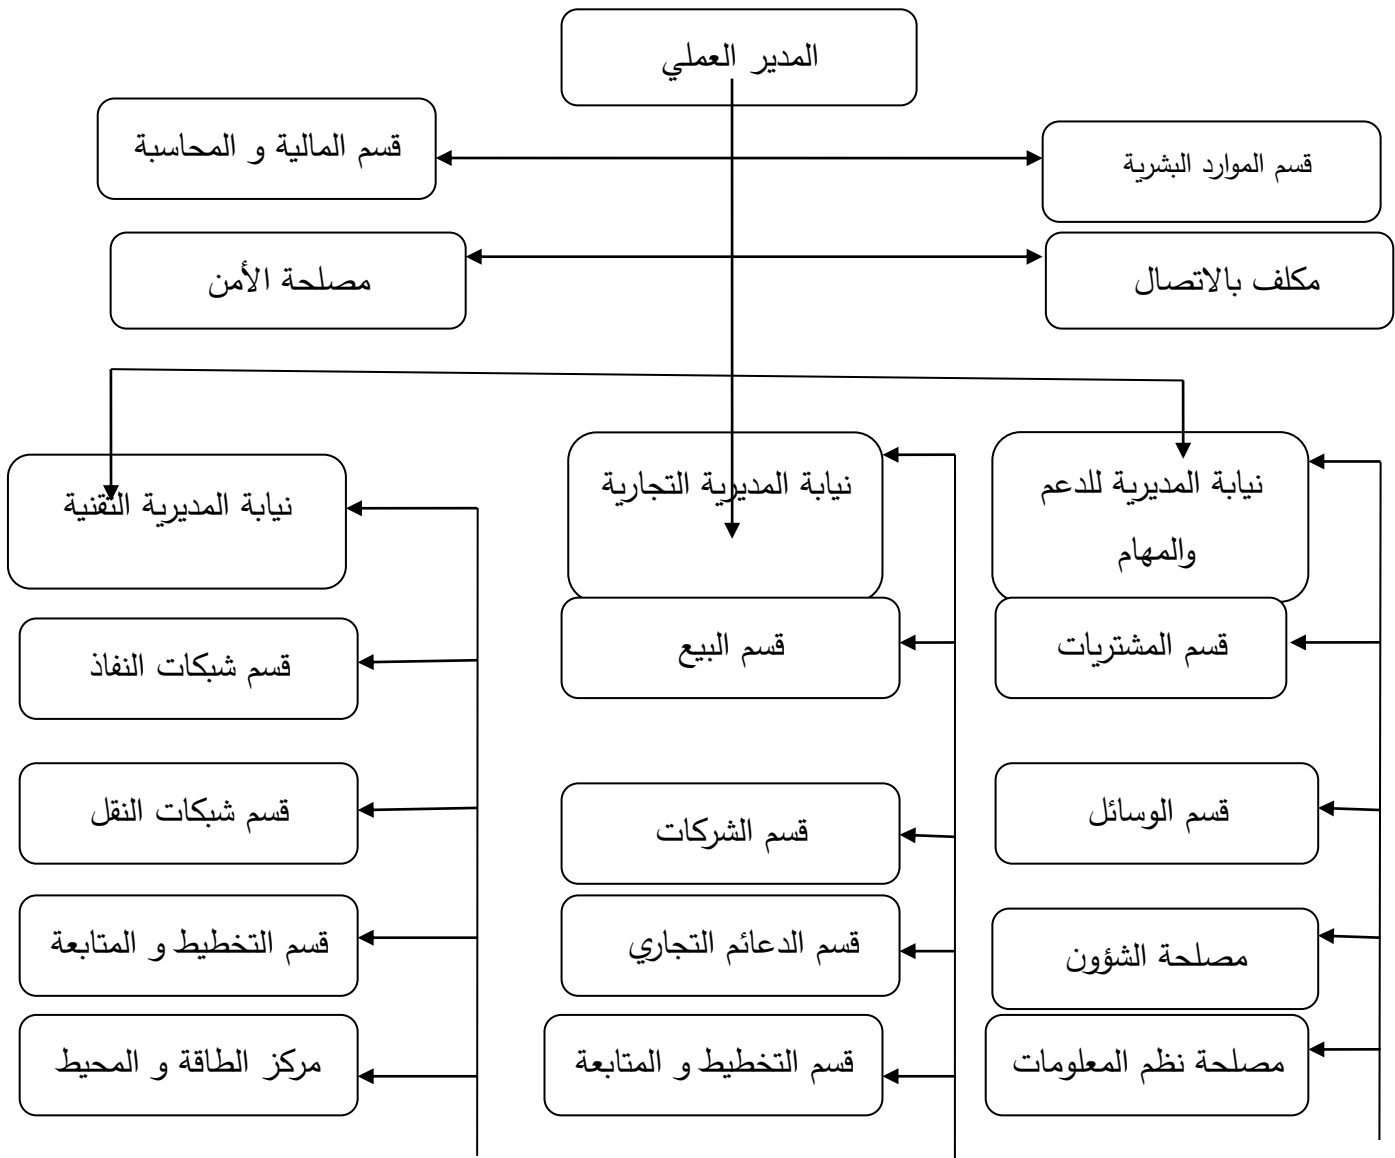 المدير العملي
قسم الموارد البشرية
قسم المالية و المحاسبة
مكلف بالاتصال
مصلحة الأمن
نيابة المديرية للدعم
والمهام
نيابة المديرية التجارية
نيابة المديرية التقنية
قسم المشتريات
قسم البيع
قسم شبكات النفاذ
قسم الوسائل
قسم الشركات
قسم شبكات النقل
مصلحة الشؤون
قسم الدعائم التجاري
قسم التخطيط و المتابعة
مصلحة نظم المعلومات
قسم التخطيط و المتابعة
مركز الطاقة و المحيط